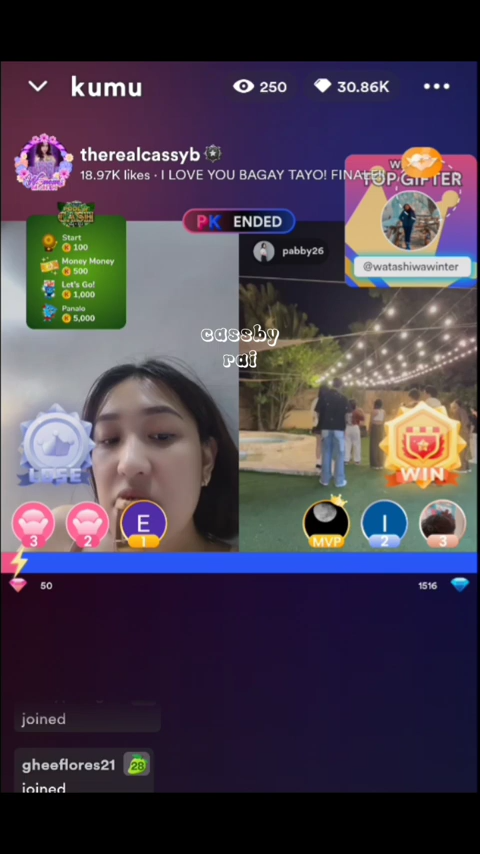 kumu
250
30.86K
therealcassyb
18.97K likes · I LOVE YOU BAGAY TAYO! FINALE
TOP GIFTER
@watashiwawinter
CASH
Start
100
Money Money
500
Let's Go!
1,000
Panalo
5,000
PK ENDED
pabby26
cassby
rai
LOSE
WIN
3
2
E
1
MVP
I
2
3
50
1516
joined
gheeflores21 28
joined